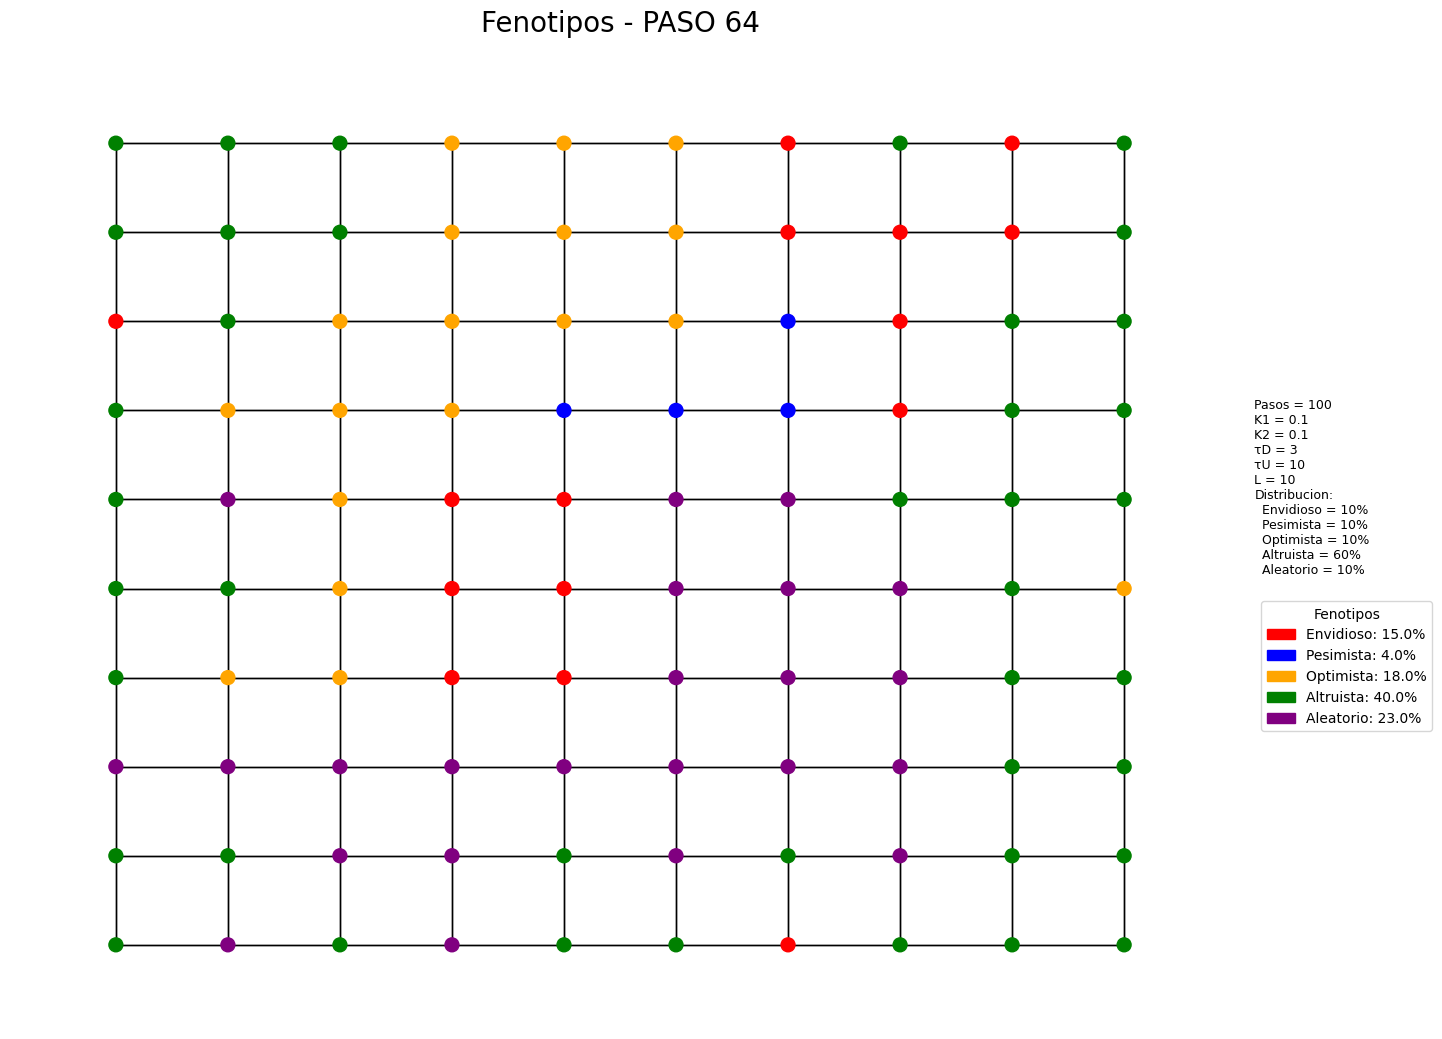 Fenotipos - PASO 64
Pasos = 100
K1 = 0.1
K2 = 0.1
τD = 3
τU = 10
L = 10
Distribucion:
Envidioso = 10%
Pesimista = 10%
Optimista = 10%
Altruista = 60%
Aleatorio = 10%
Fenotipos
Envidioso: 15.0%
Pesimista: 4.0%
Optimista: 18.0%
Altruista: 40.0%
Aleatorio: 23.0%